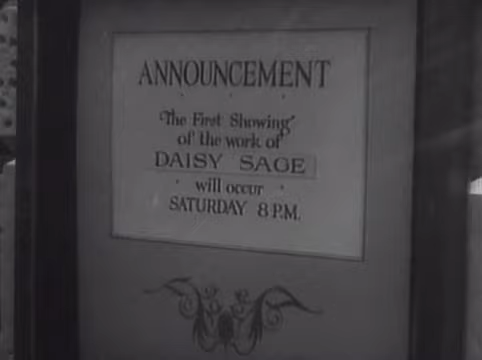 ANNOUNCEMENT
The First Showing
of the work of
DAISY SAGE
will occur
SATURDAY 8 P.M.